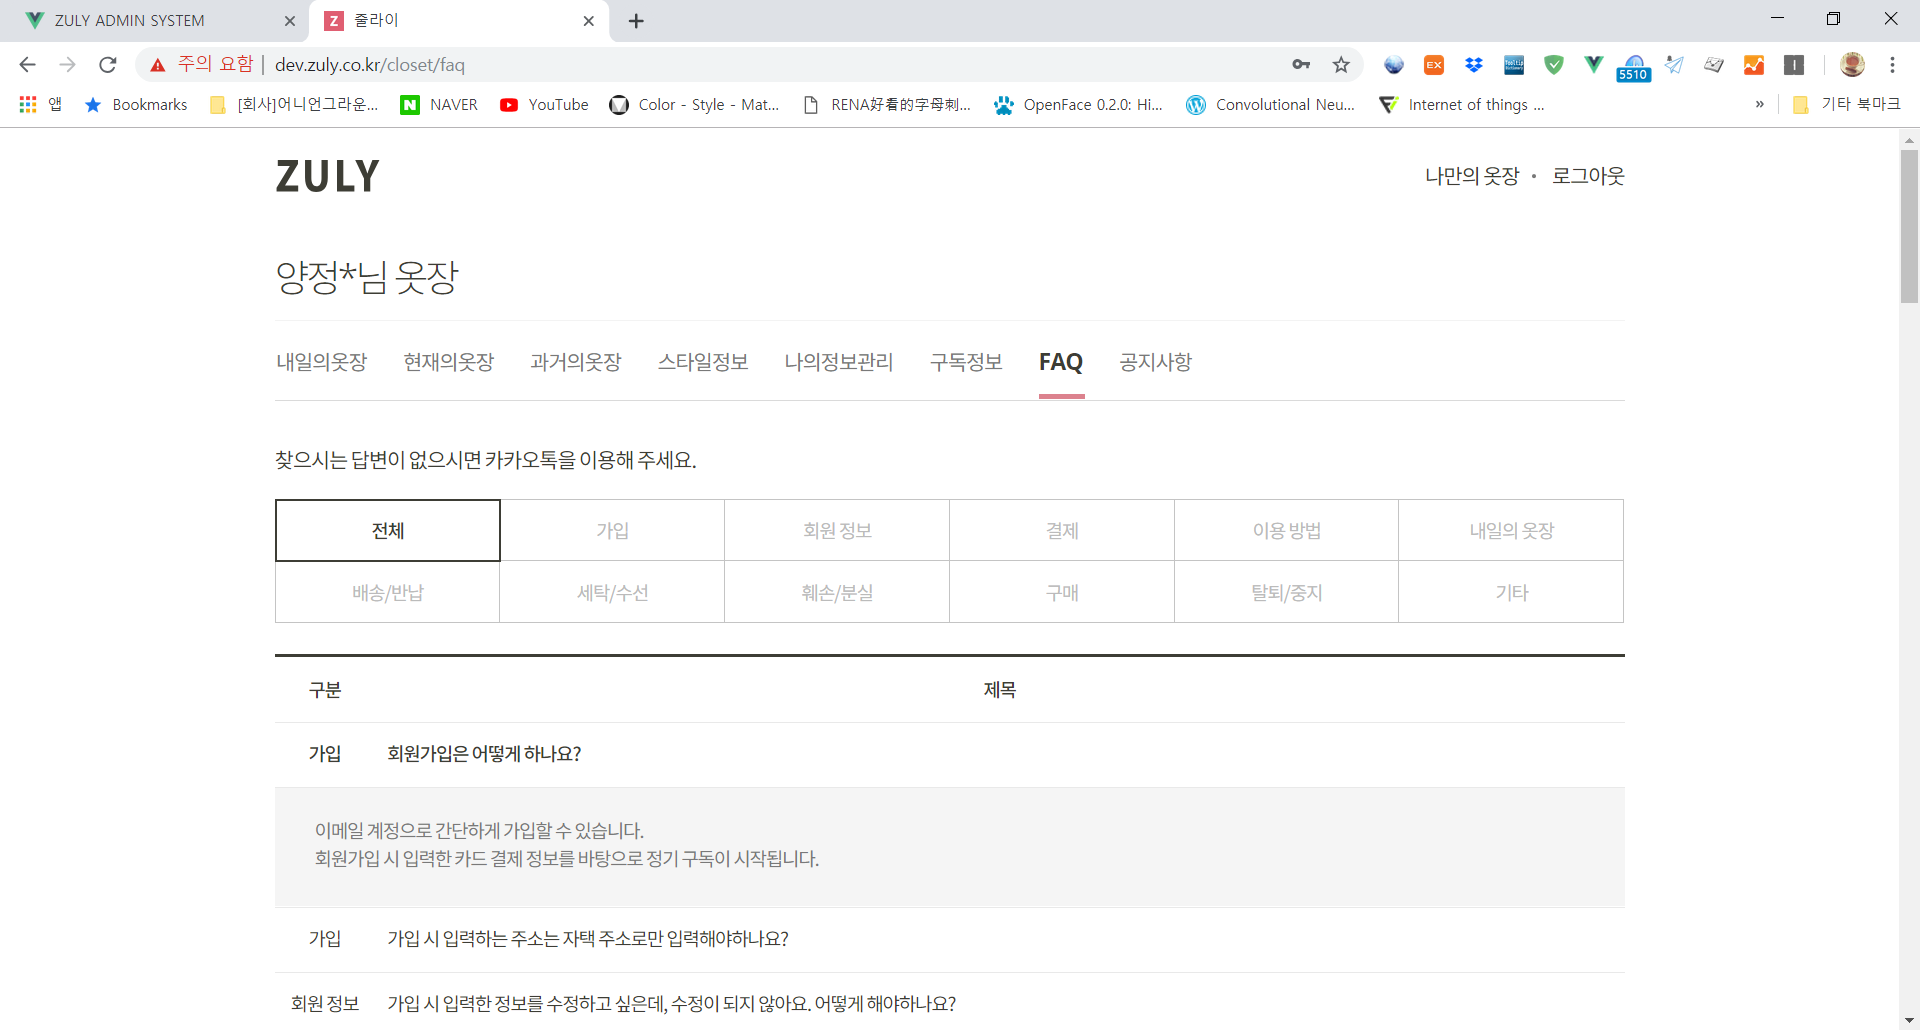 ZULY ADMIN SYSTEM
줄라이
주의 요함
dev.zuly.co.kr/closet/faq
EX
5510
앱
Bookmarks
[회사]어니언그라운...
NAVER
YouTube
Color - Style - Mat...
RENA好看的字母刺...
OpenFace 0.2.0: Hi...
Convolutional Neu...
Internet of things ...
»
기타 북마크
ZULY
나만의 옷장 • 로그아웃
양정*님 옷장
내일의옷장 현재의옷장 과거의옷장 스타일정보 나의정보관리 구독정보 FAQ 공지사항
찾으시는 답변이 없으시면 카카오톡을 이용해 주세요.
전체 가입 회원 정보 결제 이용 방법 내일의 옷장
배송/반납 세탁/수선 훼손/분실 구매 탈퇴/중지 기타
구분 제목
가입 회원가입은 어떻게 하나요?
이메일 계정으로 간단하게 가입할 수 있습니다.
회원가입 시 입력한 카드 결제 정보를 바탕으로 정기 구독이 시작됩니다.
가입 가입 시 입력하는 주소는 자택 주소로만 입력해야하나요?
회원 정보 가입 시 입력한 정보를 수정하고 싶은데, 수정이 되지 않아요. 어떻게 해야하나요?